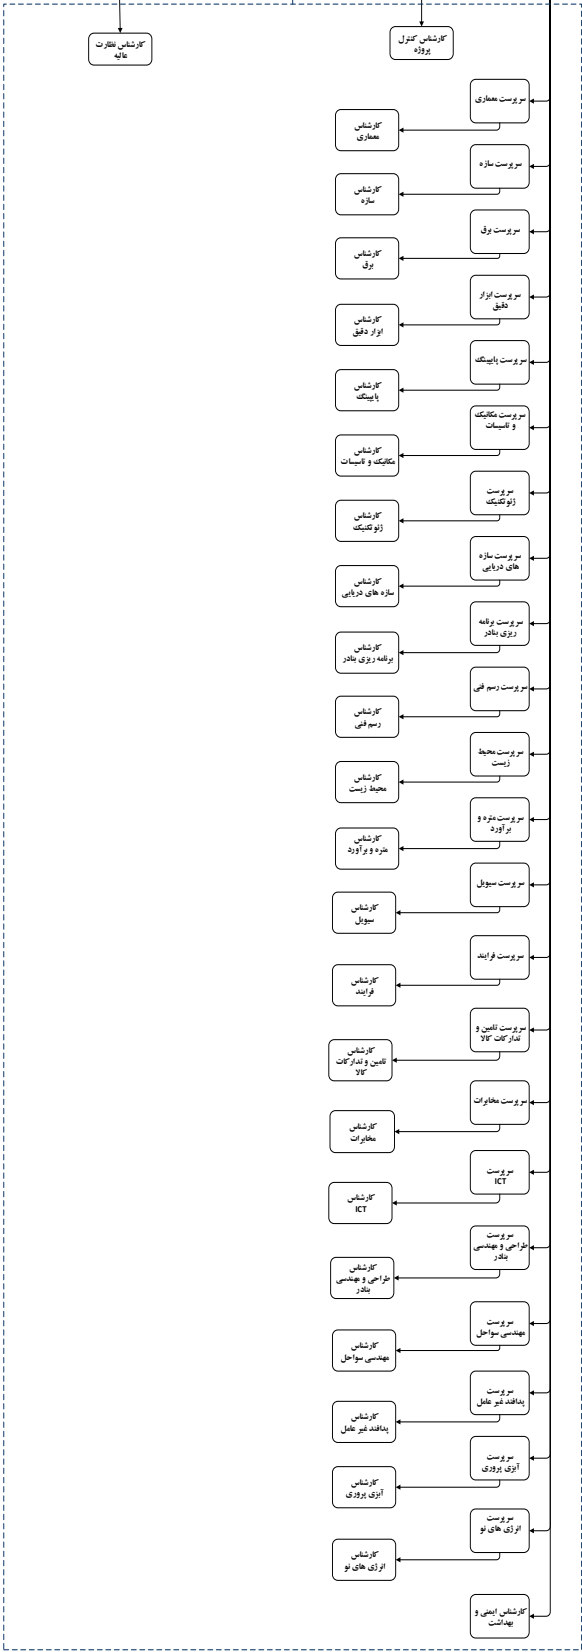 کارشناس کنترل
پروژه
کارشناس نظارت
عالیه
سرپرست معماری
کارشناس
معماری
سرپرست سازه
کارشناس
سازه
سرپرست برق
کارشناس
برق
سرپرست ابزار
دقیق
کارشناس
ابزار دقیق
سرپرست پایپینگ
کارشناس
پایپینگ
سرپرست مکانیک
و تاسیسات
کارشناس
مکانیک و تاسیسات
سرپرست
ژئوتکنیک
کارشناس
ژئوتکنیک
سرپرست سازه
های دریایی
کارشناس
سازه های دریایی
سرپرست برنامه
ریزی بنادر
کارشناس
برنامه ریزی بنادر
سرپرست رسم فنی
کارشناس
رسم فنی
سرپرست محیط
زیست
کارشناس
محیط زیست
سرپرست متره و
برآورد
کارشناس
متره و برآورد
سرپرست سیویل
کارشناس
سیویل
سرپرست فرایند
کارشناس
فرایند
سرپرست تامین و
تدارکات کالا
کارشناس
تامین و تدارکات
کالا
سرپرست مخابرات
کارشناس
مخابرات
سرپرست
ICT
کارشناس
ICT
سرپرست
طراحی و مهندسی
بنادر
کارشناس
طراحی و مهندسی
بنادر
سرپرست
مهندسی سواحل
کارشناس
مهندسی سواحل
سرپرست
پدافند غیر عامل
کارشناس
پدافند غیر عامل
سرپرست
آبزی پروری
کارشناس
آبزی پروری
سرپرست
انرژی های نو
کارشناس
انرژی های نو
کارشناس ایمنی و
بهداشت